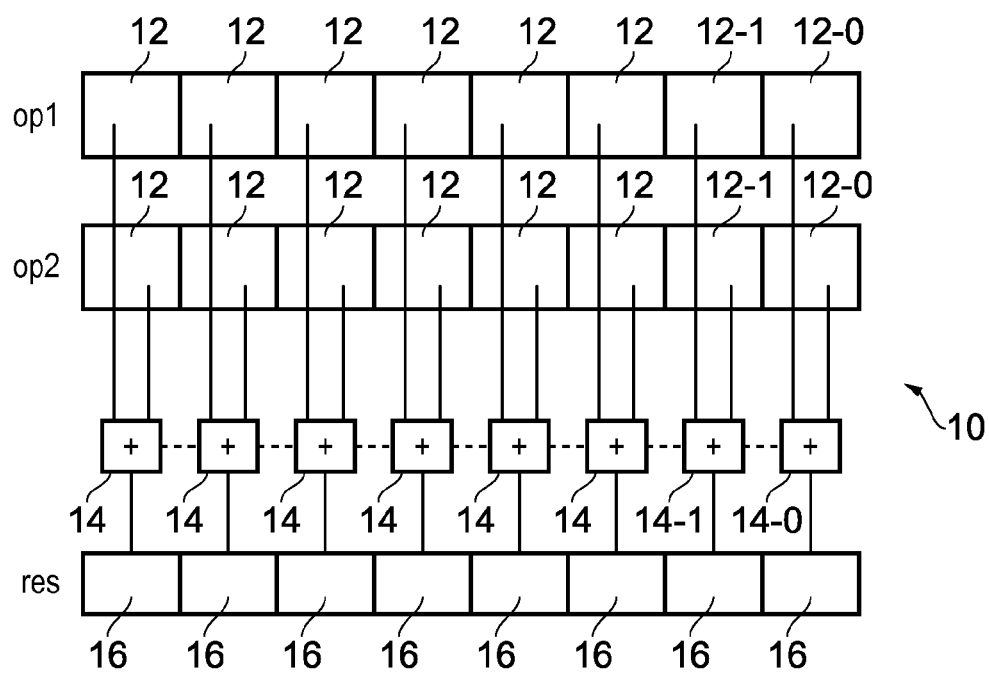 12 12 12 12 12 12 12-1 12-0
op1
12 12 12 12 12 12 12-1 12-0
op2
+ + + + + + + +
10
14 14 14 14 14 14 14-1 14-0
res
16 16 16 16 16 16 16 16